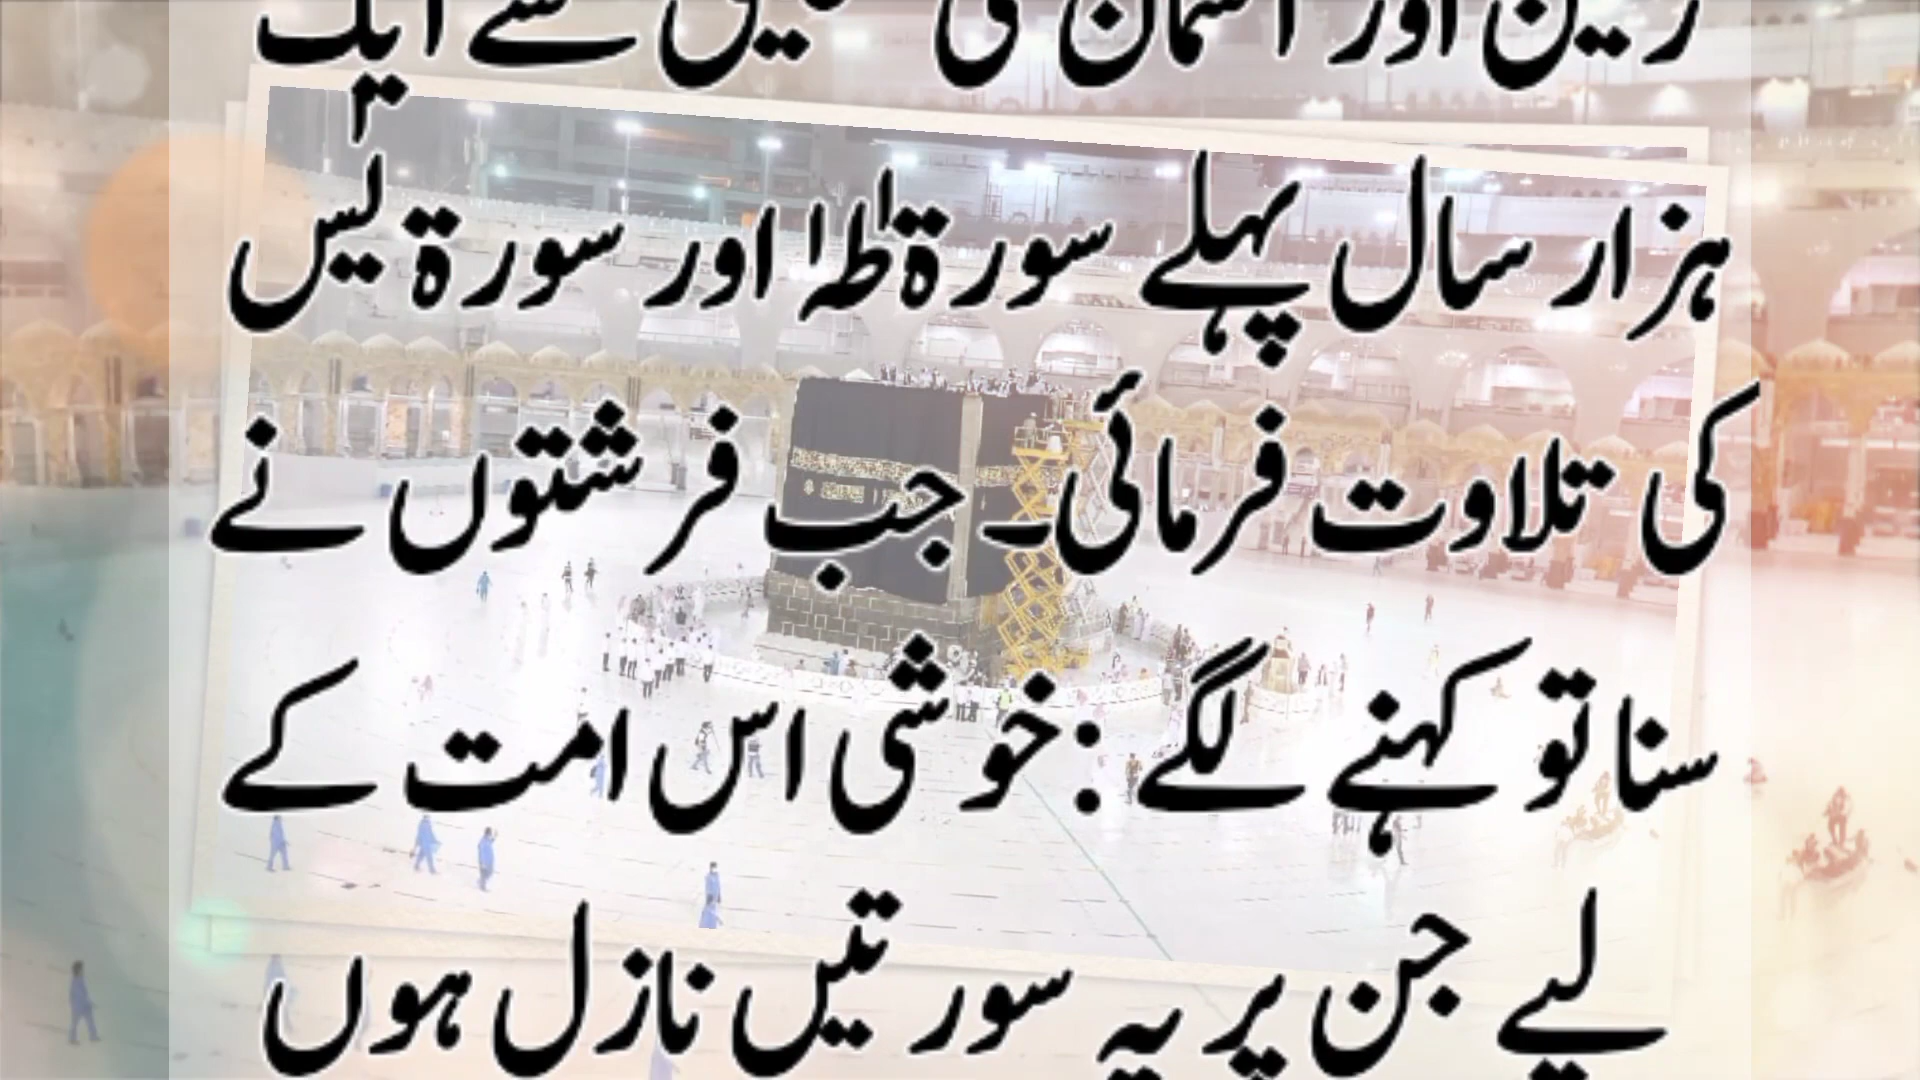 زمین اور آسمان کی تخلیق سے ایک
ہزار سال پہلے سورۃ طہٰ اور سورۃ یٰس
کی تلاوت فرمائی۔ جب فرشتوں نے
سنا تو کہنے لگے: خوشی اس امت کے
لیے جن پر یہ سورتیں نازل ہوں